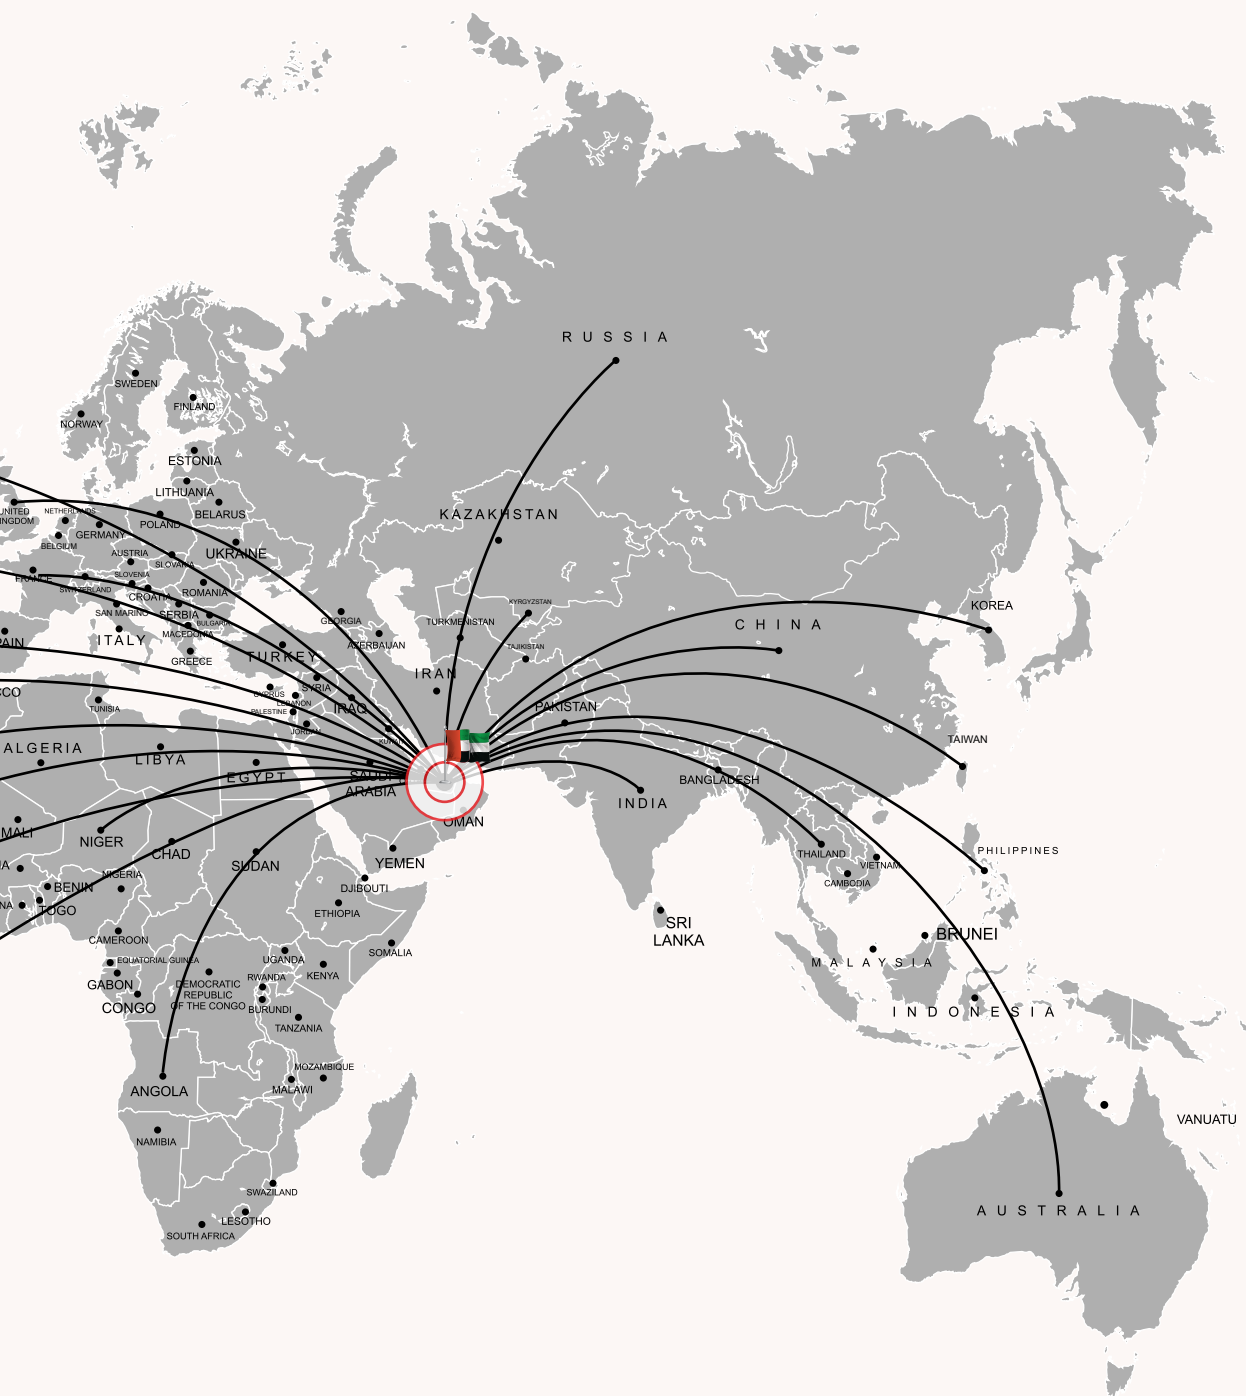 RUSSIA
SWEDEN
FINLAND
NORWAY
ESTONIA
LITHUANIA
BELARUS
NETHERLANDS
UNITED
NGDOM
POLAND
GERMANY
KAZAKHSTAN
BELGIUM
AUSTRIA
UKRAINE
SLOVAKIA
SLOVENIA
FRANCE
SWITZERLAND
CROATIA
ROMANIA
SAN MARINO
SERBIA
BULGARIA
GEORGIA
TURKMENISTAN
KYRGYZSTAN
KOREA
CHINA
AIN
ITALY
MACEDONIA
AZERBAIJAN
TAJIKISTAN
GREECE
TURKEY
IRAN
CCO
CYPRUS
SYRIA
LEBANON
TUNISIA
PALESTINE
IRAQ
PAKISTAN
JORDAN
KUWAIT
TAIWAN
ALGERIA
LIBYA
EGYPT
SAUDI
ARABIA
BANGLADESH
INDIA
OMAN
MALI
NIGER
CHAD
SUDAN
YEMEN
THAILAND
VIETNAM
PHILIPPINES
IA
NIGERIA
BENIN
DJIBOUTI
CAMBODIA
NA
TOGO
ETHIOPIA
SRI
LANKA
CAMEROON
BRUNEI
SOMALIA
EQUATORIAL GUINEA
UGANDA
MALAYSIA
GABON
RWANDA
KENYA
CONGO
DEMOCRATIC
REPUBLIC
OF THE CONGO
BURUNDI
INDONESIA
TANZANIA
MOZAMBIQUE
ANGOLA
MALAWI
VANUATU
NAMIBIA
SWAZILAND
AUSTRALIA
LESOTHO
SOUTH AFRICA